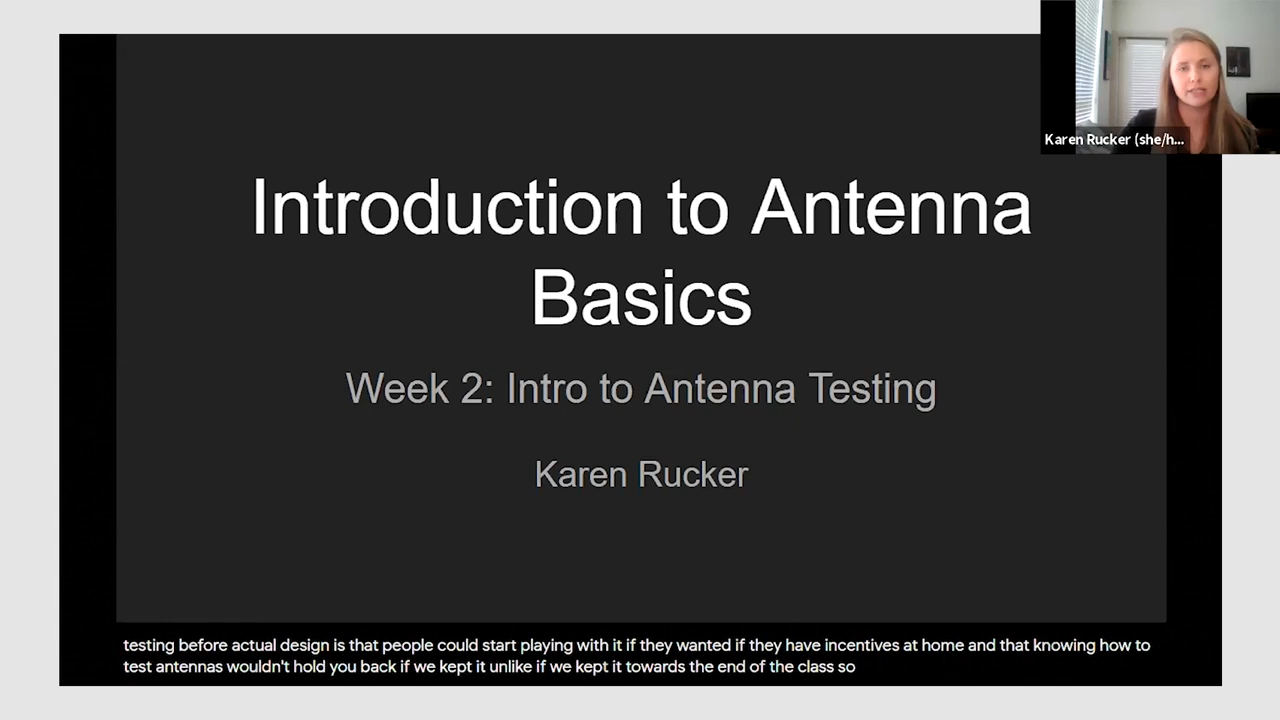 Karen Rucker (she/h...
Introduction to Antenna
Basics
Week 2: Intro to Antenna Testing
Karen Rucker
testing before actual design is that people could start playing with it if they wanted if they have incentives at home and that knowing how to
test antennas wouldn't hold you back if we kept it unlike if we kept it towards the end of the class so